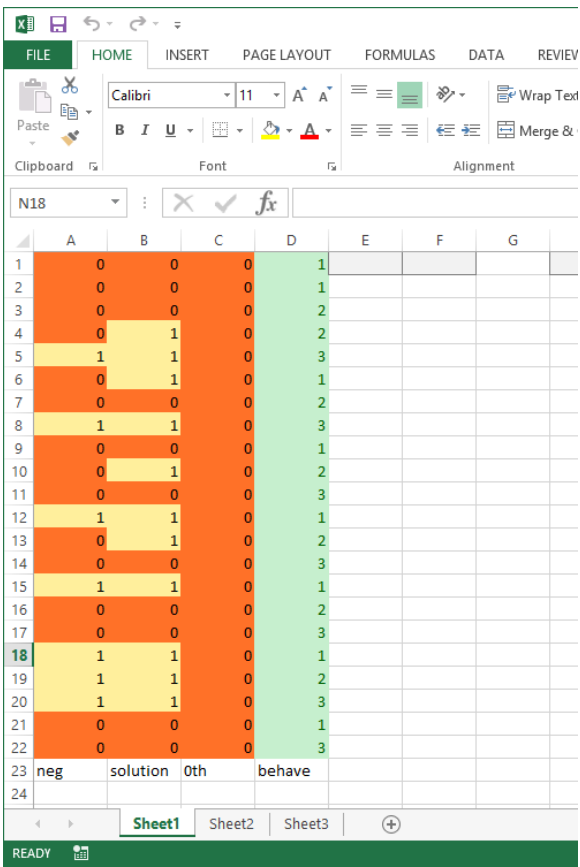 FILE HOME INSERT PAGE LAYOUT FORMULAS DATA REVIEW
Calibri 11 A A Wrap Text
Paste B I U A Merge &
Clipboard Font Alignment
N18 fx
A B C D E F G
1 0 0 0 1
2 0 0 0 1
3 0 0 0 2
4 0 1 0 2
5 1 1 0 3
6 0 1 0 1
7 0 0 0 2
8 1 1 0 3
9 0 0 0 1
10 0 1 0 2
11 0 0 0 3
12 1 1 0 1
13 0 1 0 2
14 0 0 0 3
15 1 1 0 1
16 0 0 0 2
17 0 0 0 3
18 1 1 0 1
19 1 1 0 2
20 1 1 0 3
21 0 0 0 1
22 0 0 0 3
23 neg solution 0th behave
24
Sheet1 Sheet2 Sheet3
READY